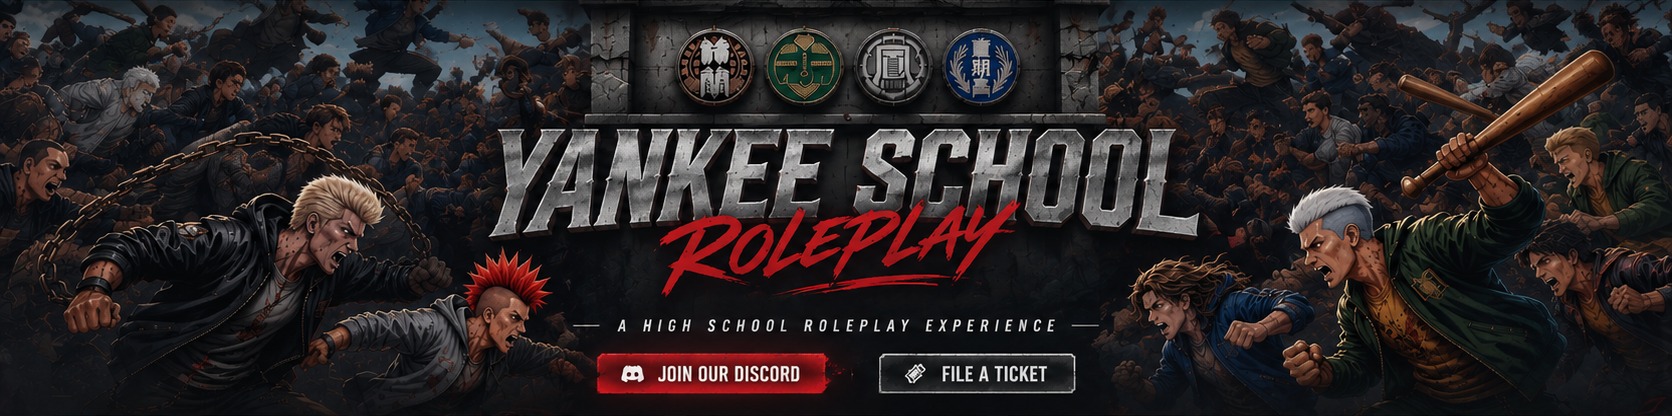 YANKEE SCHOOL
ROLEPLAY
A HIGH SCHOOL ROLEPLAY EXPERIENCE
JOIN OUR DISCORD
FILE A TICKET